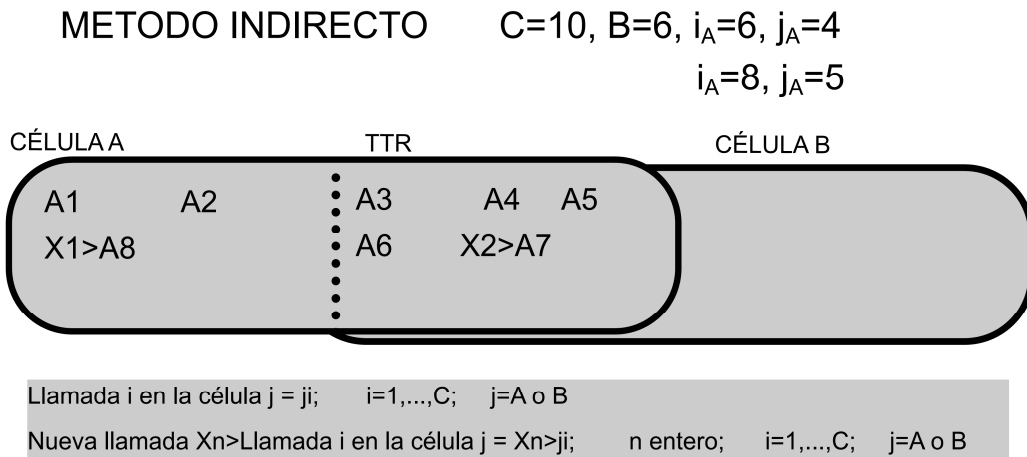 METODO INDIRECTO C=10, B=6, iA=6, jA=4
iA=8, jA=5
CÉLULA A TTR CÉLULA B
A1 A2 A3 A4 A5
X1>A8 A6 X2>A7
Llamada i en la célula j = ji; i=1,...,C; j=A o B
Nueva llamada Xn>Llamada i en la célula j = Xn>ji; n entero; i=1,...,C; j=A o B